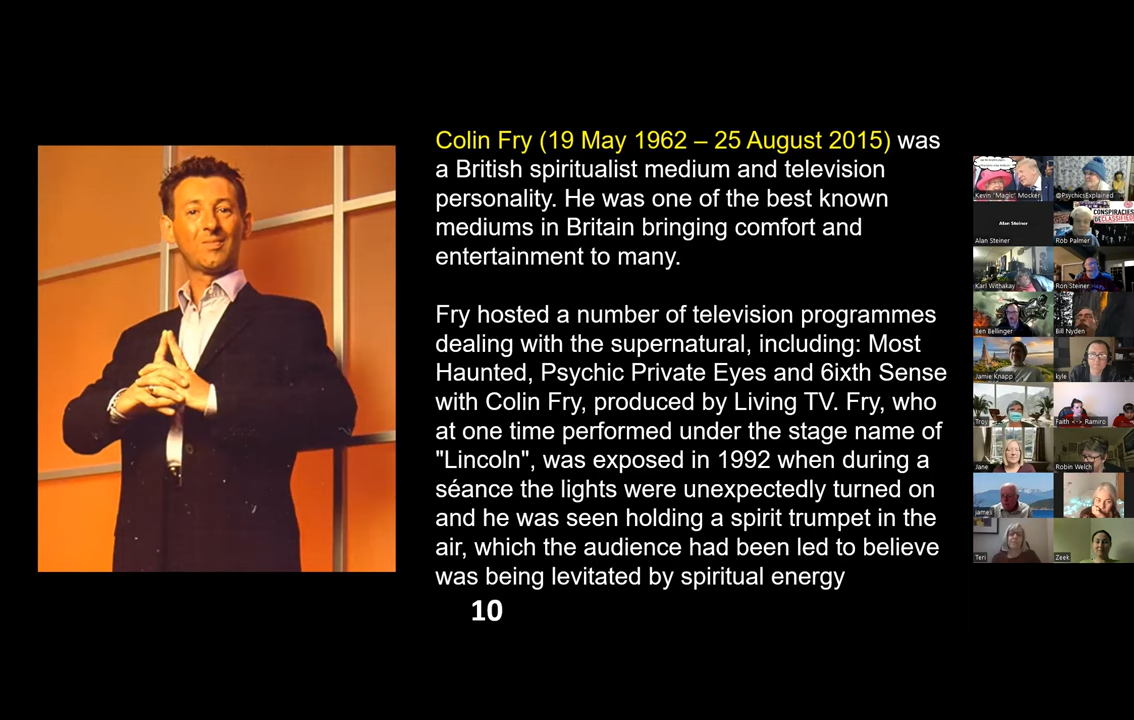 Colin Fry (19 May 1962 – 25 August 2015) was
a British spiritualist medium and television
personality. He was one of the best known
mediums in Britain bringing comfort and
entertainment to many.
Fry hosted a number of television programmes
dealing with the supernatural, including: Most
Haunted, Psychic Private Eyes and 6ixth Sense
with Colin Fry, produced by Living TV. Fry, who
at one time performed under the stage name of
"Lincoln", was exposed in 1992 when during a
séance the lights were unexpectedly turned on
and he was seen holding a spirit trumpet in the
air, which the audience had been led to believe
was being levitated by spiritual energy
10
Kevin "Magic" Mocker
@PsychicsExplained
Alan Steiner
Alan Steiner
CONSPIRACIES
DECLASSIFIED
Rob Palmer
Karl Withakay
Ron Steiner
Ben Bellinger
Bill Nyden
Jamie Knapp
kyle
Troy
Faith <-> Ramiro
Jane
Robin Welch
james
Teri
Zeek